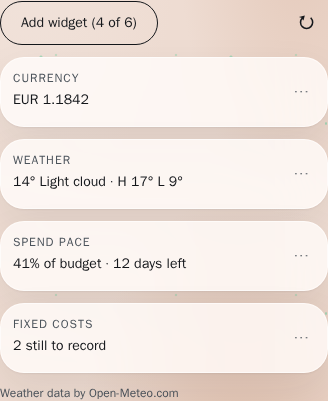 Add widget (4 of 6)
CURRENCY
EUR 1.1842
...
WEATHER
14° Light cloud · H 17° L 9°
...
SPEND PACE
41% of budget · 12 days left
...
FIXED COSTS
2 still to record
...
Weather data by Open-Meteo.com